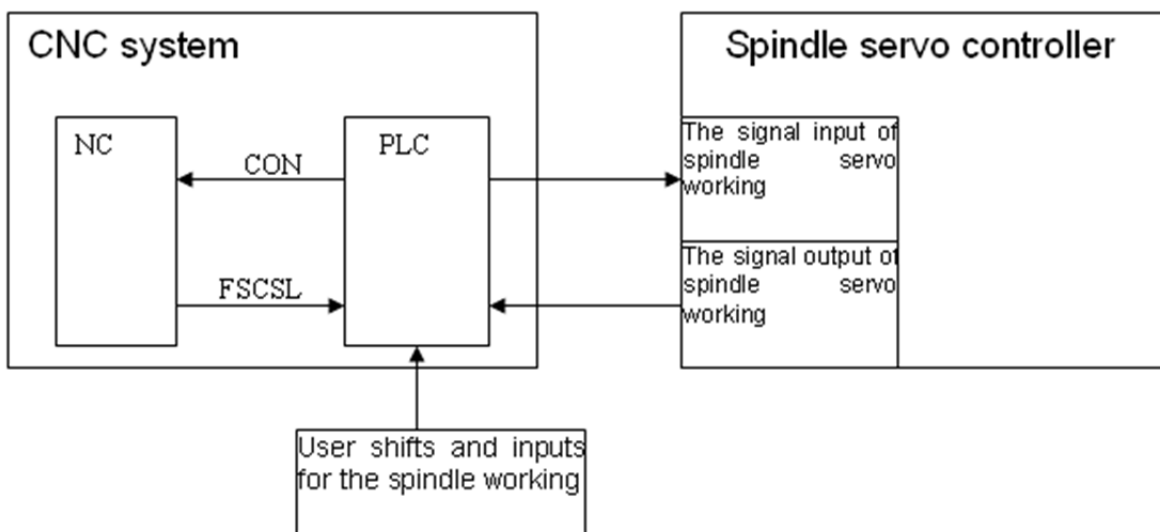 CNC system
Spindle servo controller
NC
CON
PLC
The signal input of
spindle servo
working
FSCSL
The signal output of
spindle servo
working
User shifts and inputs
for the spindle working